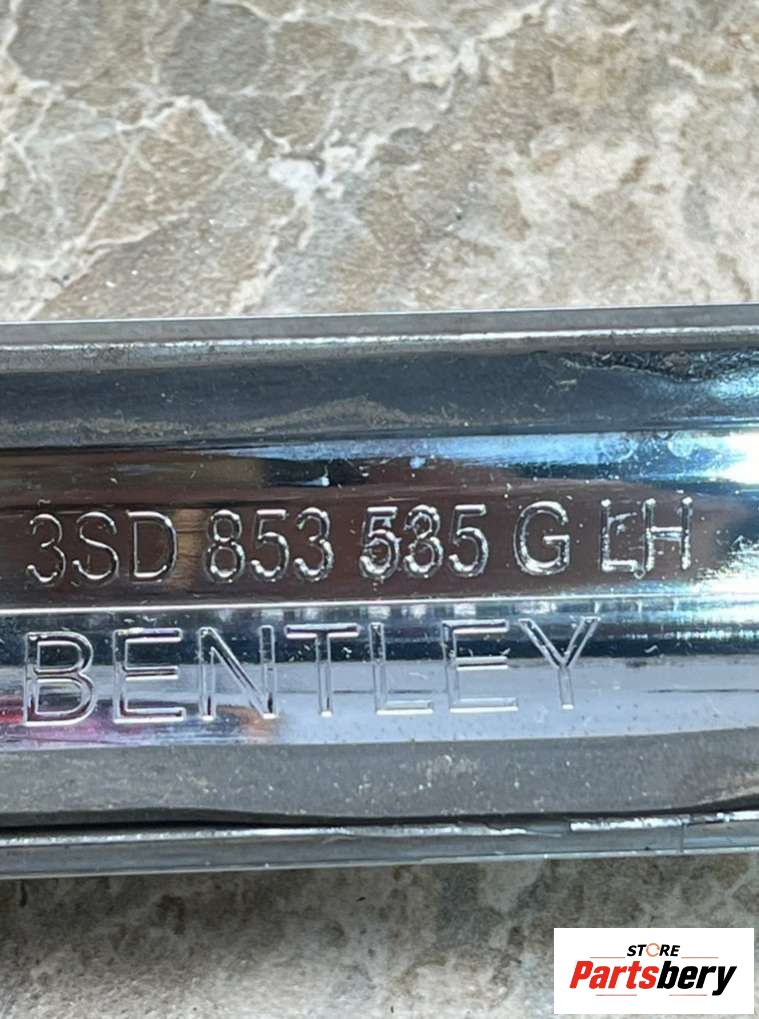 3SD 853 535 G LH
BENTLEY
STORE
Partsbery